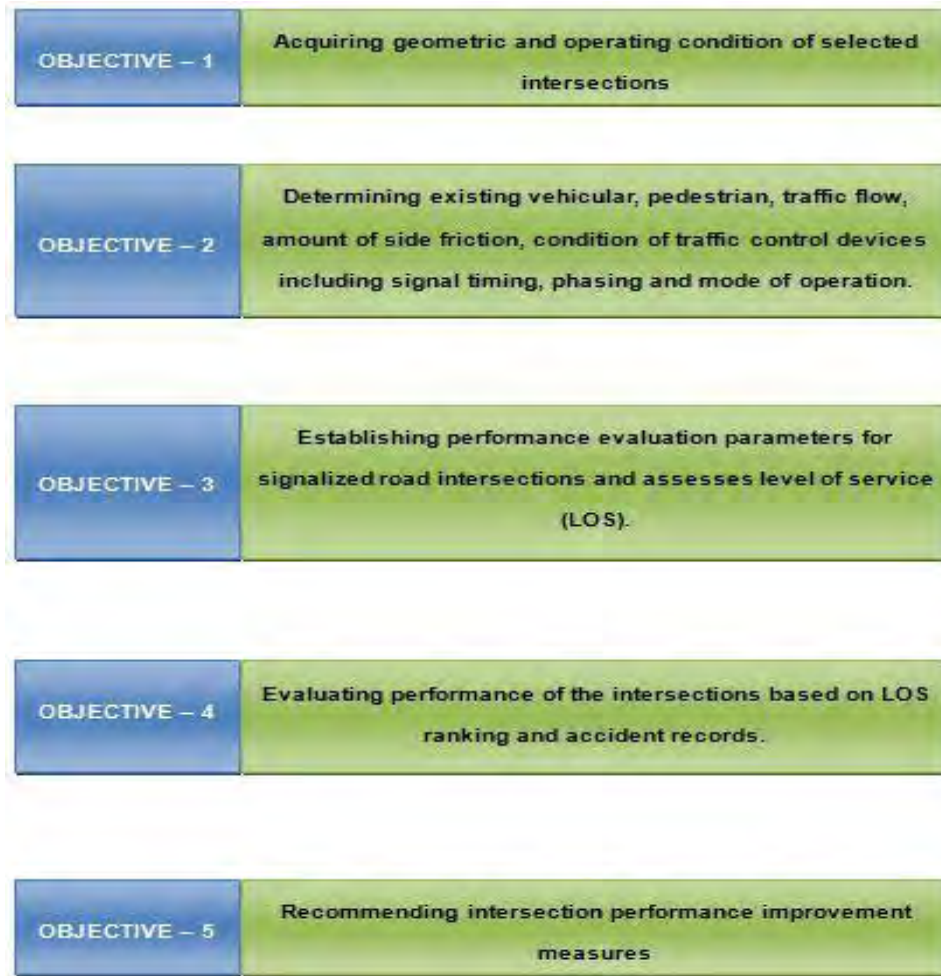 OBJECTIVE – 1
Acquiring geometric and operating condition of selected
intersections
OBJECTIVE – 2
Determining existing vehicular, pedestrian, traffic flow,
amount of side friction, condition of traffic control devices
including signal timing, phasing and mode of operation.
OBJECTIVE – 3
Establishing performance evaluation parameters for
signalized road intersections and assesses level of service
(LOS).
OBJECTIVE – 4
Evaluating performance of the intersections based on LOS
ranking and accident records.
OBJECTIVE – 5
Recommending intersection performance improvement
measures